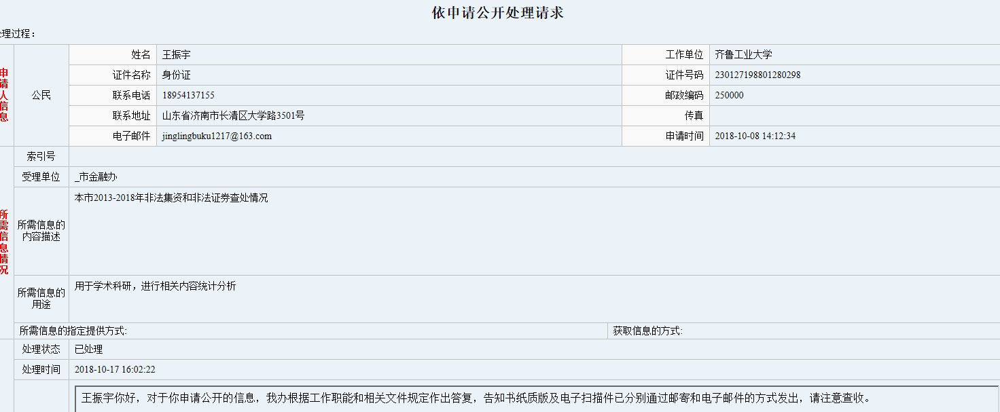 依申请公开处理请求
处理过程：
申请人信息
公民
姓名 王振宇 工作单位 齐鲁工业大学
证件名称 身份证 证件号码 230127198801280298
联系电话 18954137155 邮政编码 250000
联系地址 山东省济南市长清区大学路3501号 传真
电子邮件 jinglingbuku1217@163.com 申请时间 2018-10-08 14:12:34
所需信息情况
索引号
受理单位 _市金融办
所需信息的
内容描述
本市2013-2018年非法集资和非法证券查处情况
所需信息的
用途
用于学术科研，进行相关内容统计分析
所需信息的指定提供方式: 获取信息的方式:
处理状态 已处理
处理时间 2018-10-17 16:02:22
王振宇你好，对于你申请公开的信息，我办根据工作职能和相关文件规定作出答复，告知书纸质版及电子扫描件已分别通过邮寄和电子邮件的方式发出，请注意查收。